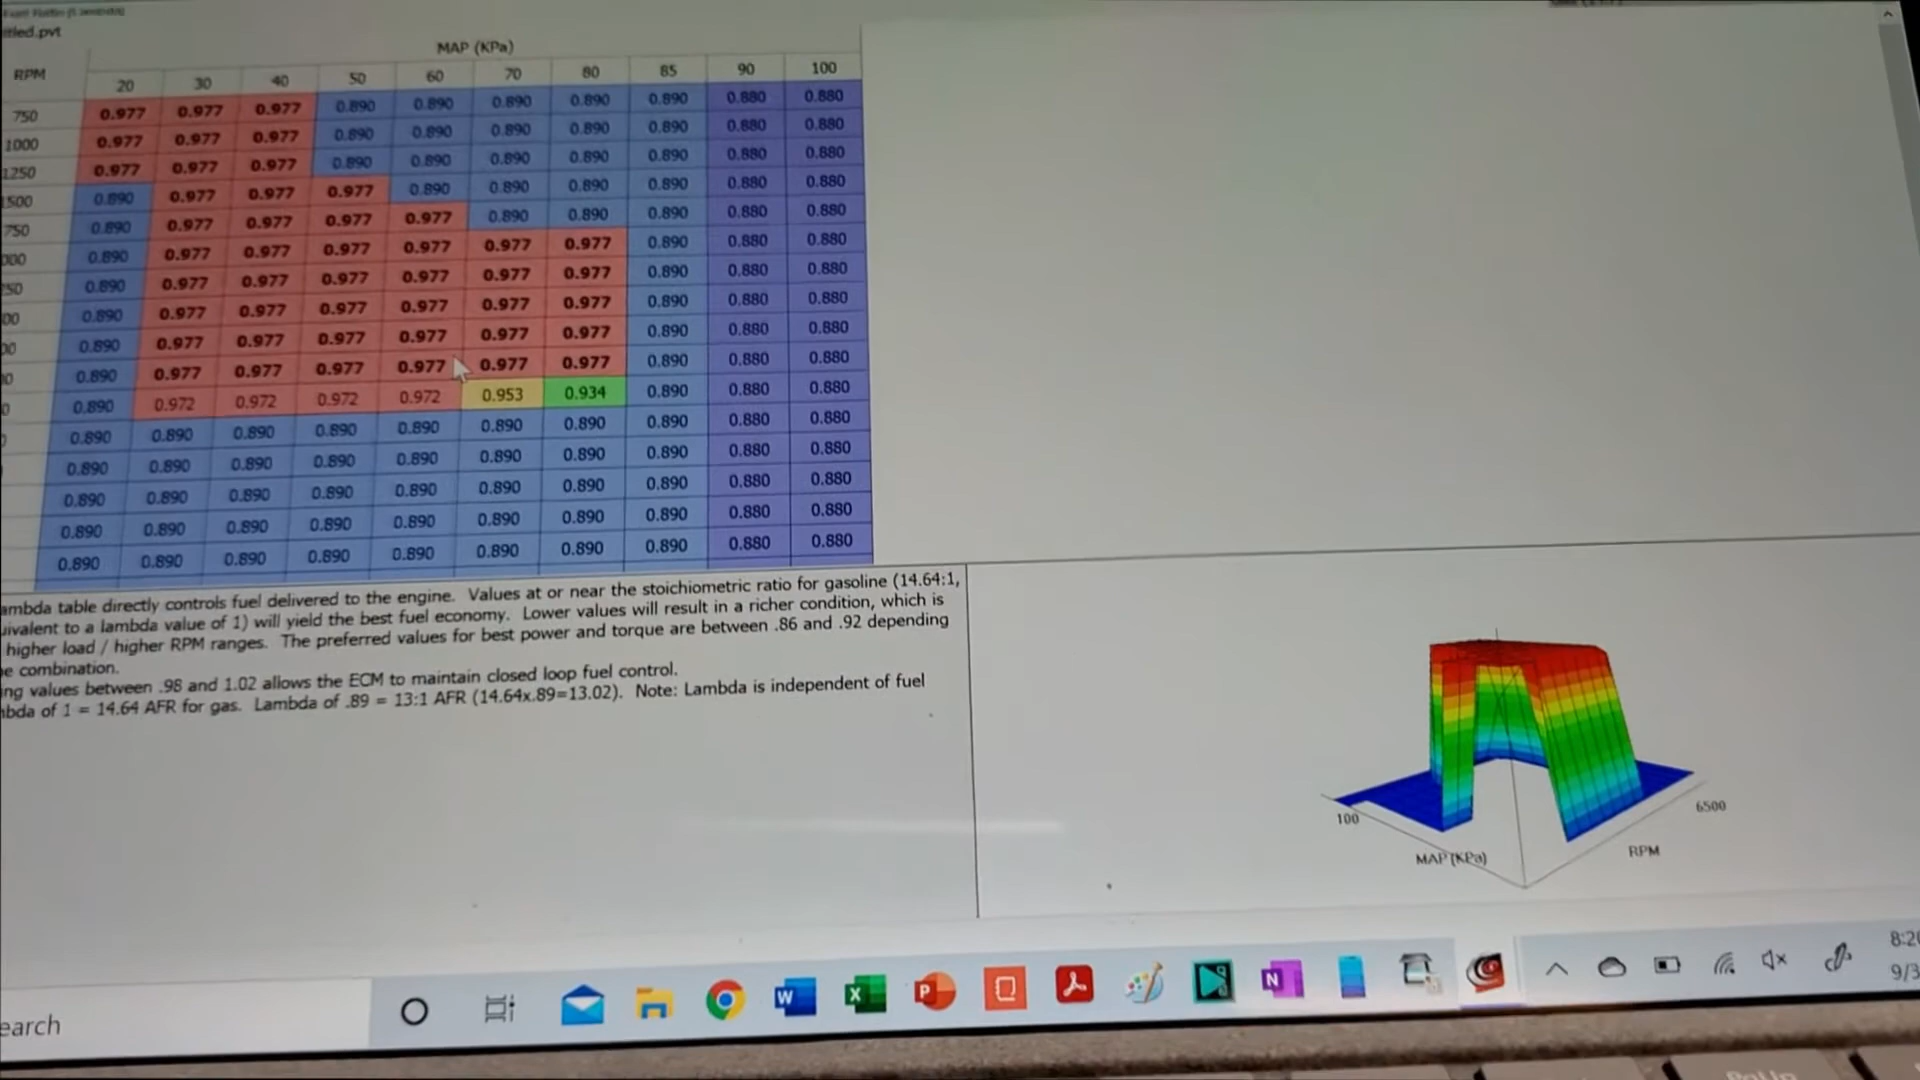 MAP (KPa)
RPM 20 30 40 50 60 70 80 85 90 100
750 0.977 0.977 0.977 0.890 0.890 0.890 0.890 0.890 0.880 0.880
1000 0.977 0.977 0.977 0.890 0.890 0.890 0.890 0.890 0.880 0.880
1250 0.977 0.977 0.977 0.890 0.890 0.890 0.890 0.890 0.880 0.880
500 0.890 0.977 0.977 0.977 0.890 0.890 0.890 0.890 0.880 0.880
750 0.890 0.977 0.977 0.977 0.977 0.890 0.890 0.890 0.880 0.880
000 0.890 0.977 0.977 0.977 0.977 0.977 0.977 0.890 0.880 0.880
50 0.890 0.977 0.977 0.977 0.977 0.977 0.977 0.890 0.880 0.880
00 0.890 0.977 0.977 0.977 0.977 0.977 0.977 0.890 0.880 0.880
0 0.890 0.977 0.977 0.977 0.977 0.977 0.977 0.890 0.880 0.880
0 0.890 0.977 0.977 0.977 0.977 0.977 0.977 0.890 0.880 0.880
0 0.890 0.972 0.972 0.972 0.972 0.953 0.934 0.890 0.880 0.880
0.890 0.890 0.890 0.890 0.890 0.890 0.890 0.890 0.880 0.880
0.890 0.890 0.890 0.890 0.890 0.890 0.890 0.890 0.880 0.880
0.890 0.890 0.890 0.890 0.890 0.890 0.890 0.890 0.880 0.880
0.890 0.890 0.890 0.890 0.890 0.890 0.890 0.890 0.880 0.880
0.890 0.890 0.890 0.890 0.890 0.890 0.890 0.890 0.880 0.880
ambda table directly controls fuel delivered to the engine. Values at or near the stoichiometric ratio for gasoline (14.64:1,
uivalent to a lambda value of 1) will yield the best fuel economy. Lower values will result in a richer condition, which is
higher load / higher RPM ranges. The preferred values for best power and torque are between .86 and .92 depending
e combination.
ng values between .98 and 1.02 allows the ECM to maintain closed loop fuel control.
bda of 1 = 14.64 AFR for gas. Lambda of .89 = 13:1 AFR (14.64x.89=13.02). Note: Lambda is independent of fuel
100
MAP (KPa)
RPM
6500
earch
W
X
P
N
8:2
9/3